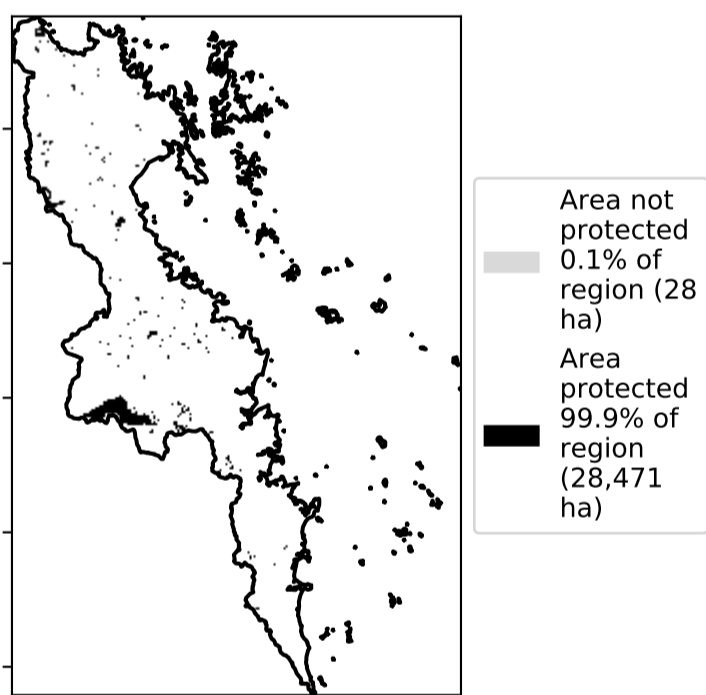 Area not
protected
0.1% of
region (28
ha)
Area
protected
99.9% of
region
(28,471
ha)